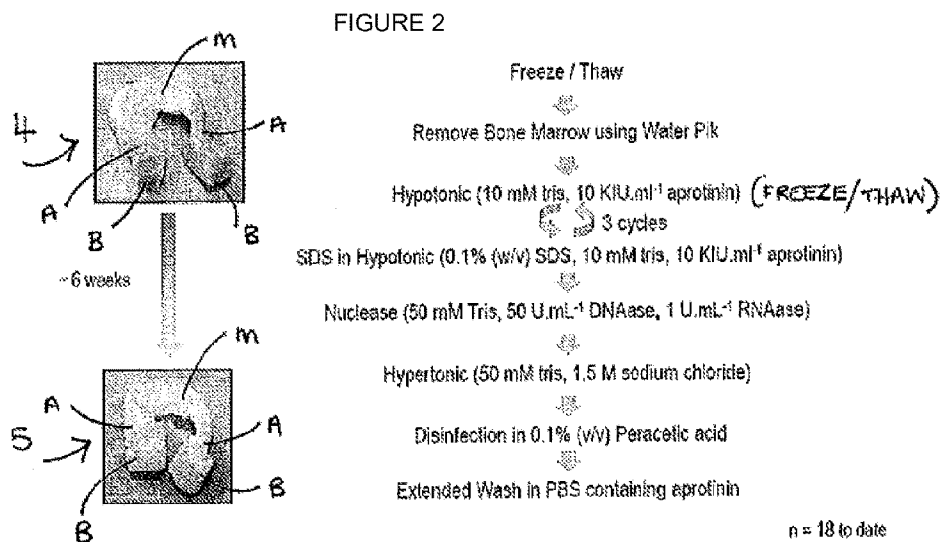 FIGURE 2
M
4
A
A
B
B
~6 weeks
M
A
5
A
B
B
Freeze / Thaw
Remove Bone Marrow using Water Pik
Hypotonic (10 mM tris, 10 KIU.ml⁻¹ aprotinin) (FREEZE/THAW)
3 cycles
SDS in Hypotonic (0.1% (w/v) SDS, 10 mM tris, 10 KIU.ml⁻¹ aprotinin)
Nuclease (50 mM Tris, 50 U.mL⁻¹ DNAase, 1 U.mL⁻¹ RNAase)
Hypertonic (50 mM tris, 1.5 M sodium chloride)
Disinfection in 0.1% (v/v) Peracetic acid
Extended Wash in PBS containing aprotinin
n = 18 to date